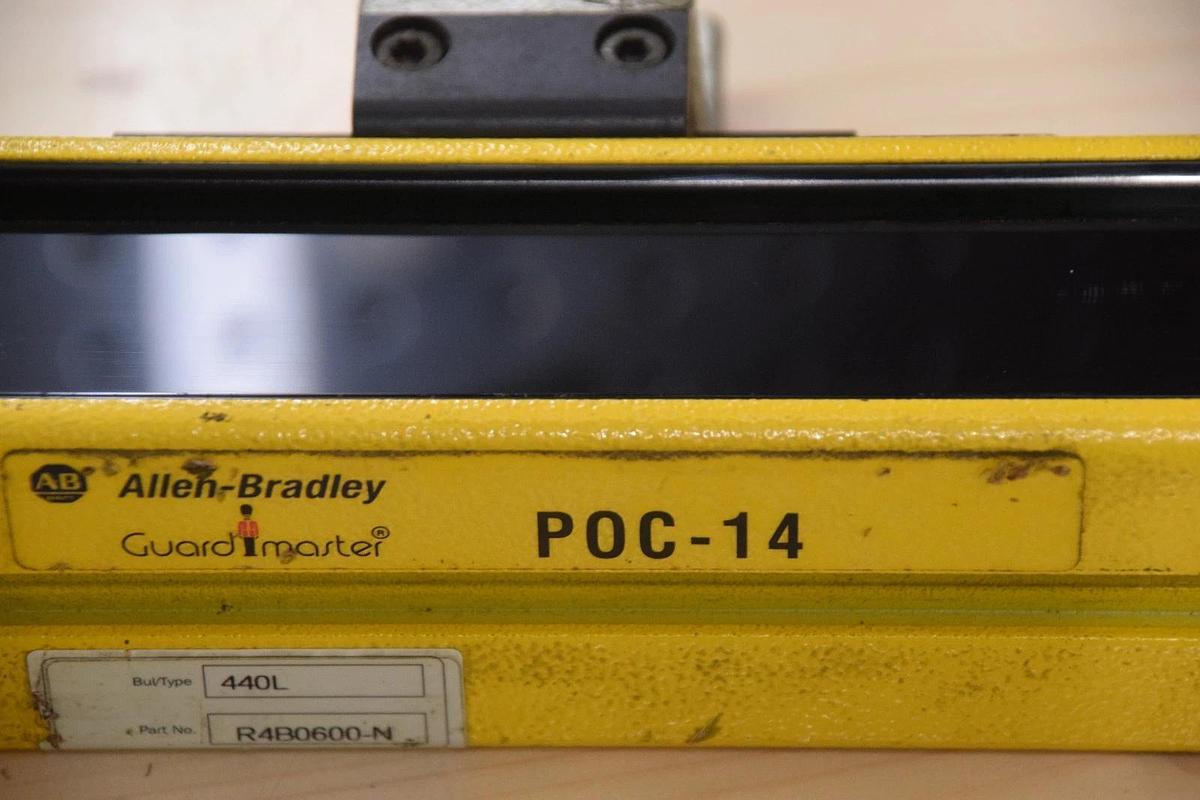 AB
Allen-Bradley
Guardmaster®
POC-14
Bul/Type 440L
Part No. R4B0600-N